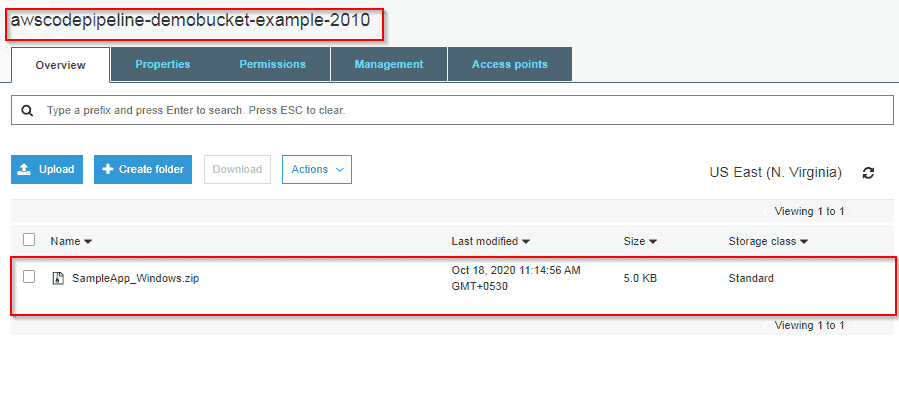 awscodepipeline-demobucket-example-2010
Overview Properties Permissions Management Access points
Type a prefix and press Enter to search. Press ESC to clear.
Upload Create folder Download Actions US East (N. Virginia)
Viewing 1 to 1
Name Last modified Size Storage class
SampleApp_Windows.zip Oct 18, 2020 11:14:56 AM 5.0 KB Standard
GMT+0530
Viewing 1 to 1